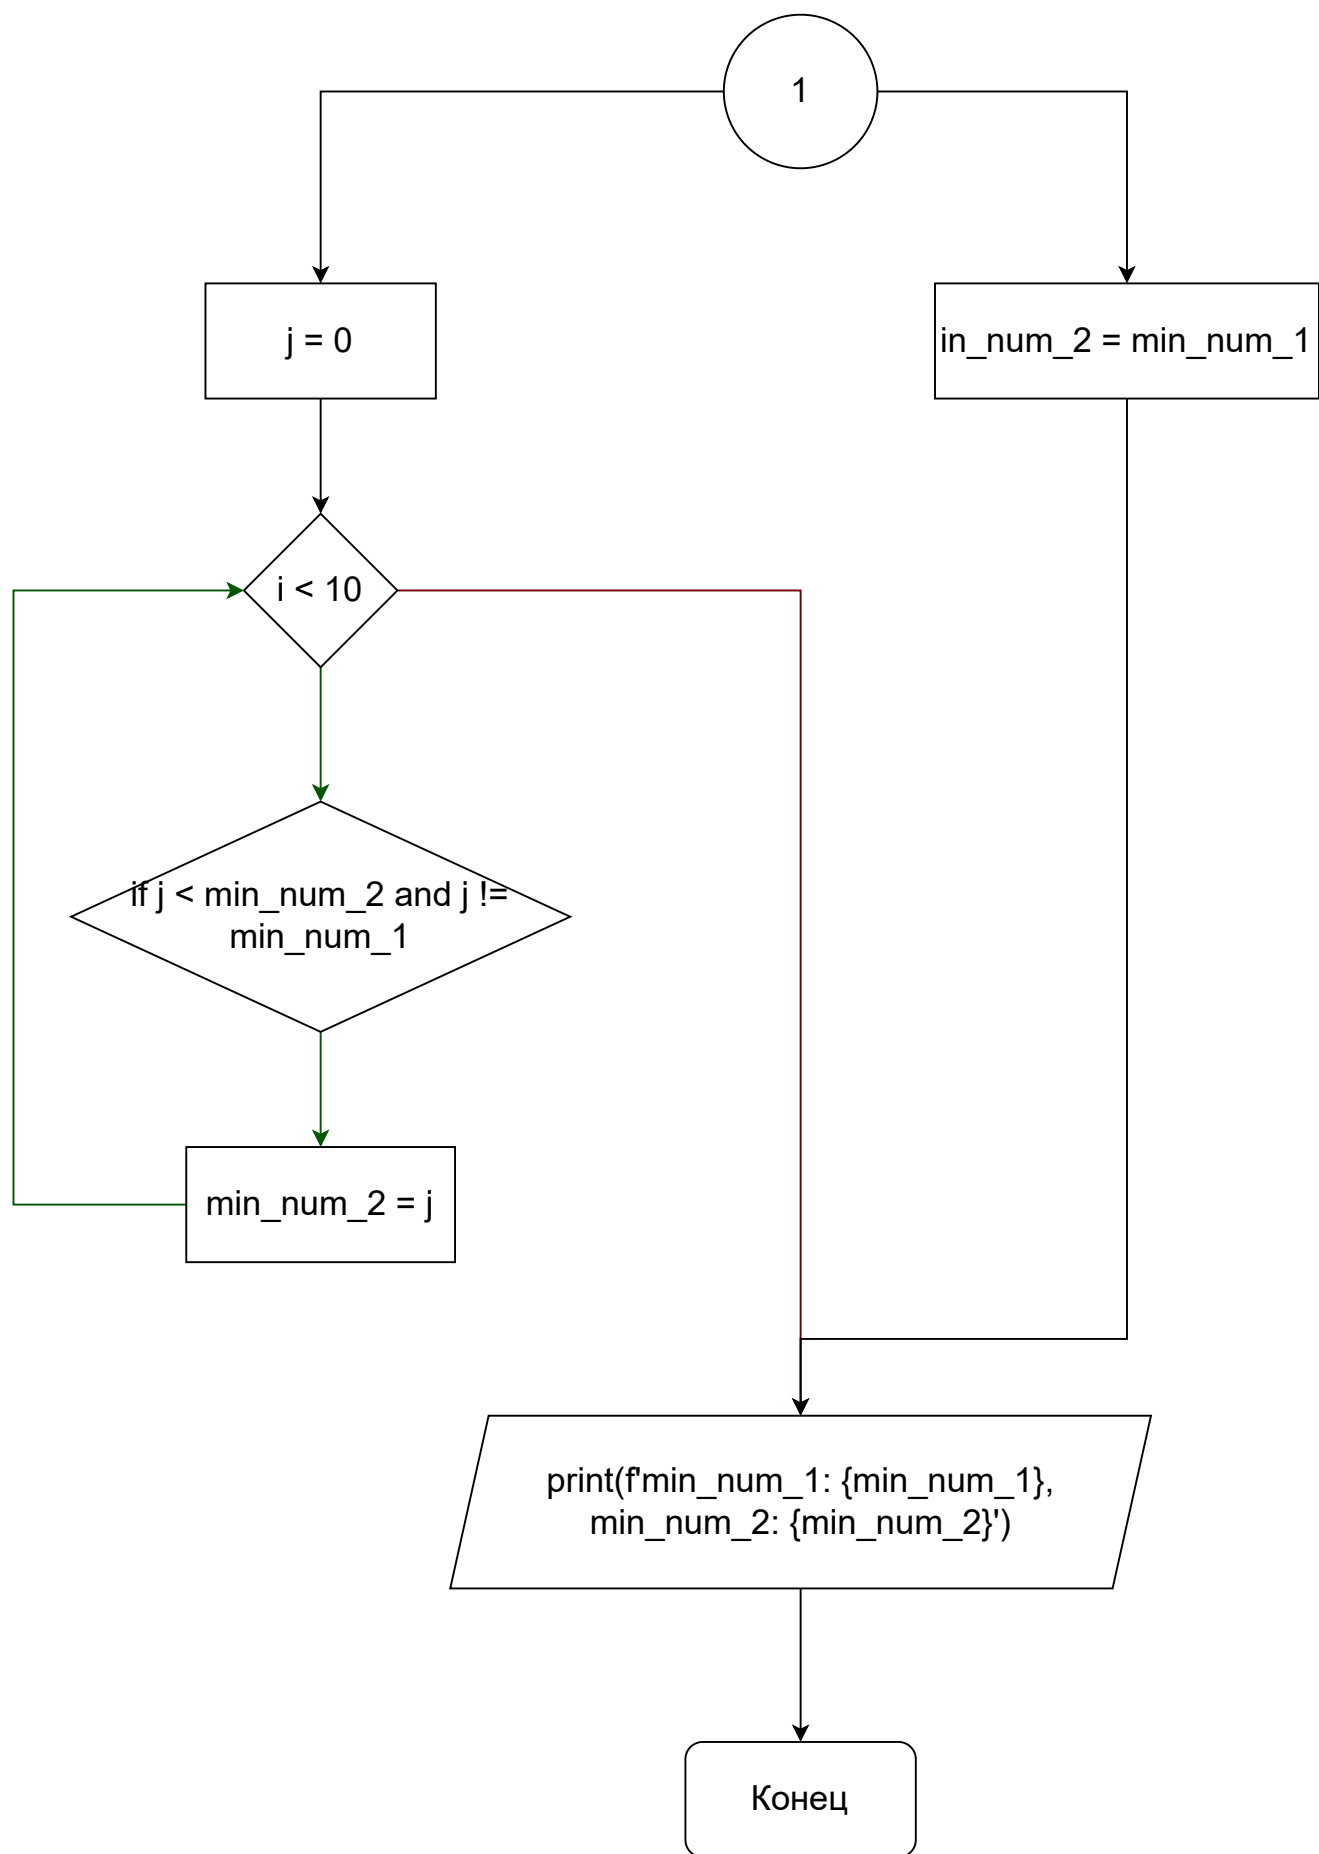 1
j = 0
in_num_2 = min_num_1
i < 10
if j < min_num_2 and j !=
min_num_1
min_num_2 = j
print(f'min_num_1: {min_num_1},
min_num_2: {min_num_2}')
Конец